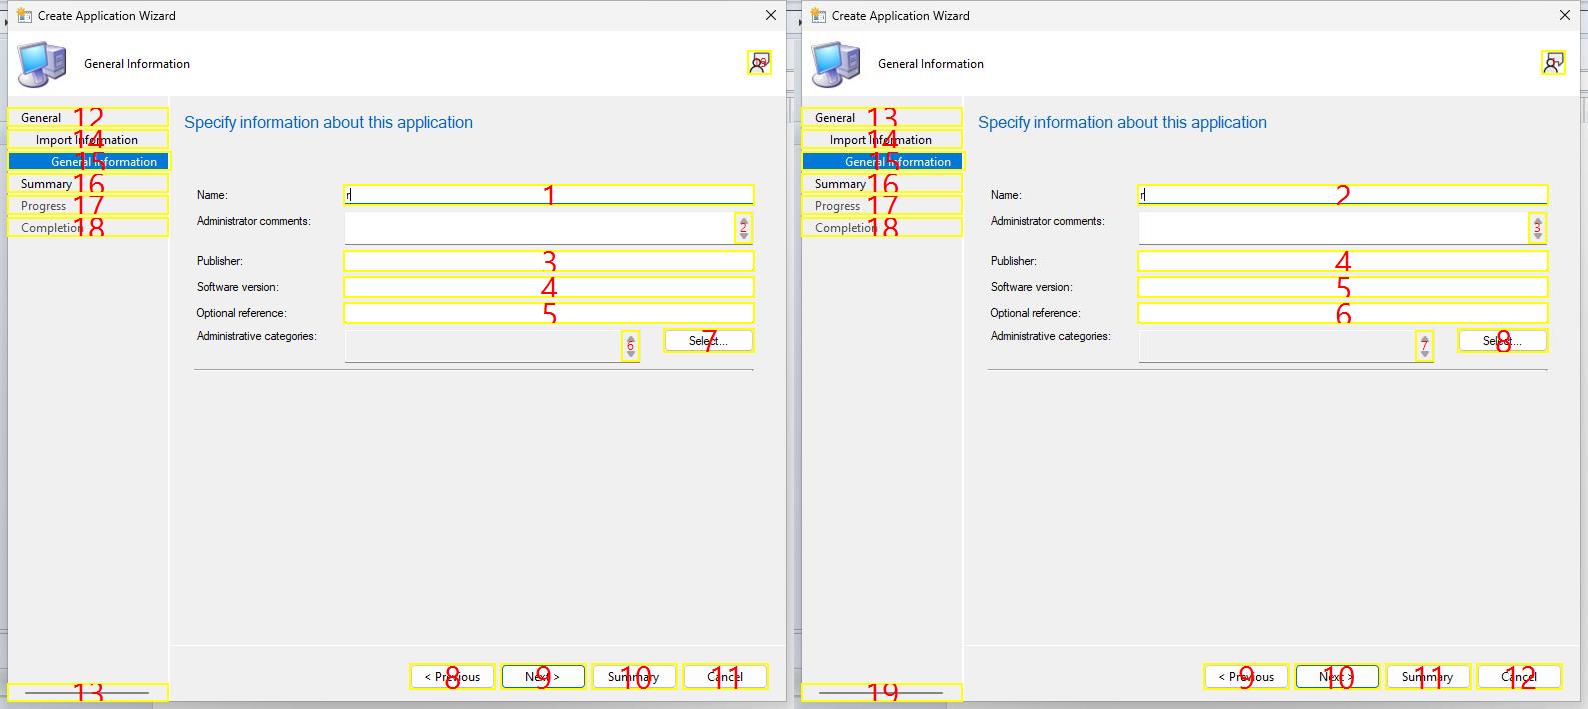 Create Application Wizard
General Information
19
General 12
Import Information 14
General Information 15
Summary 16
Progress 17
Completion 18
13
Specify information about this application
Name: r 1
Administrator comments: 2
Publisher: 3
Software version: 4
Optional reference: 5
Administrative categories: 6
Select... 7
< Previous 8
Next > 9
Summary 10
Cancel 11
Create Application Wizard
General Information
1
General 13
Import Information 14
General Information 15
Summary 16
Progress 17
Completion 18
19
Specify information about this application
Name: r 2
Administrator comments: 3
Publisher: 4
Software version: 5
Optional reference: 6
Administrative categories: 7
Select... 8
< Previous 9
Next > 10
Summary 11
Cancel 12